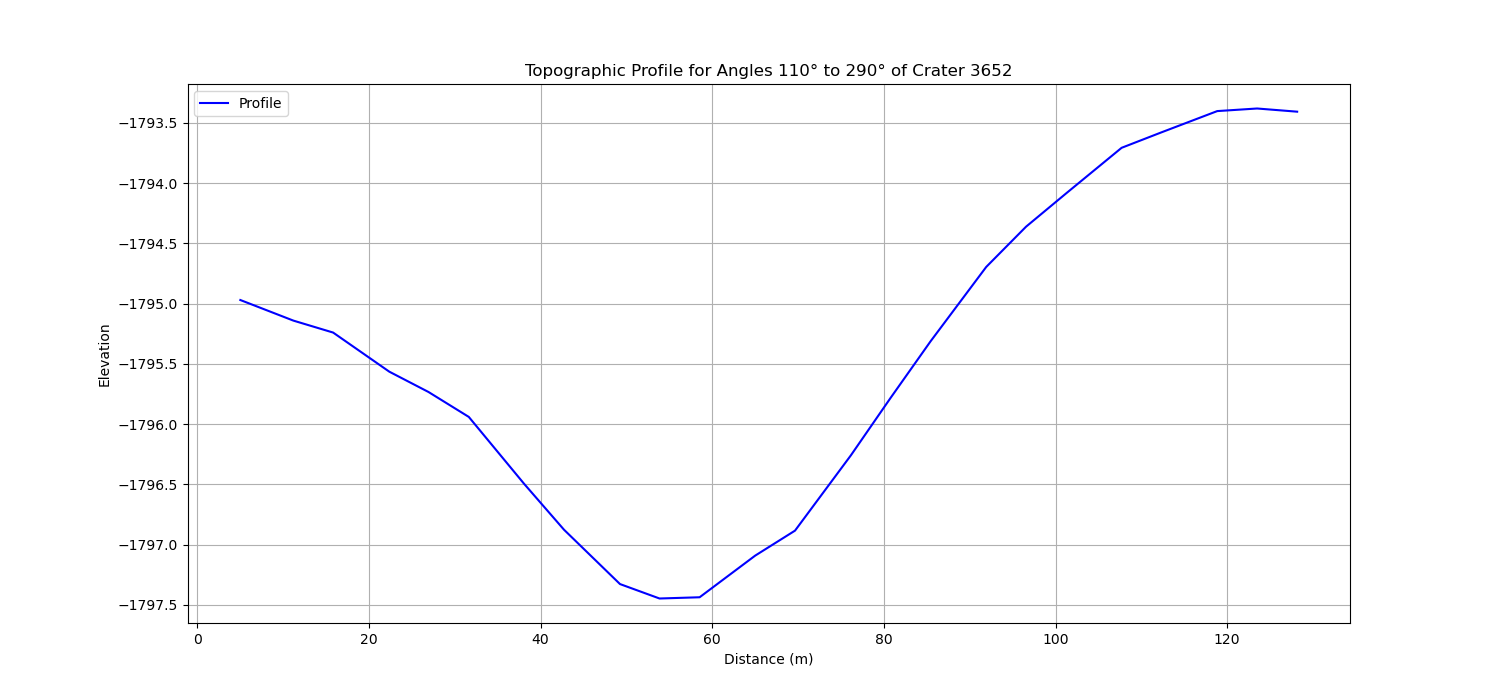 Topographic Profile for Angles 110° to 290° of Crater 3652
Profile
−1793.5
−1794.0
−1794.5
−1795.0
−1795.5
−1796.0
−1796.5
−1797.0
−1797.5
Elevation
0 20 40 60 80 100 120
Distance (m)